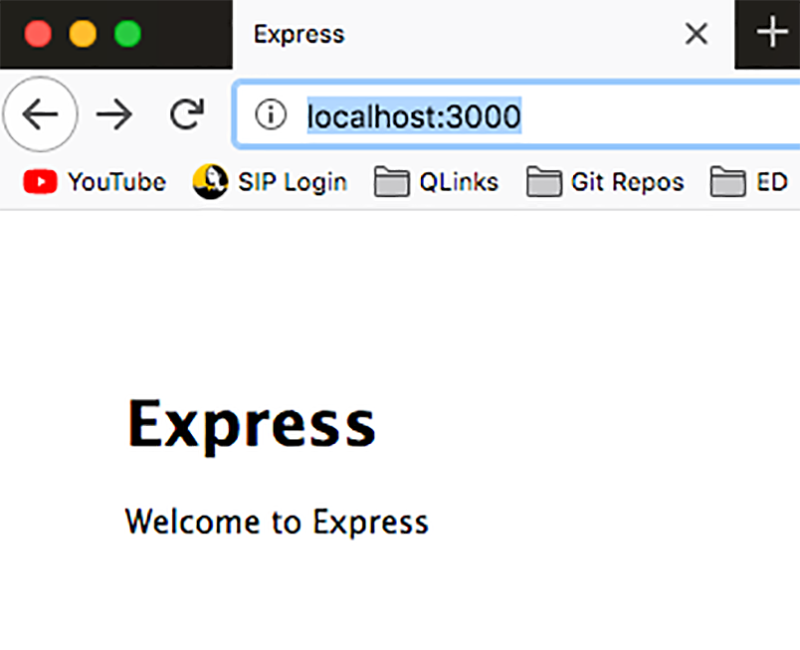 Express
localhost:3000
YouTube SIP Login QLinks Git Repos ED
Express
Welcome to Express